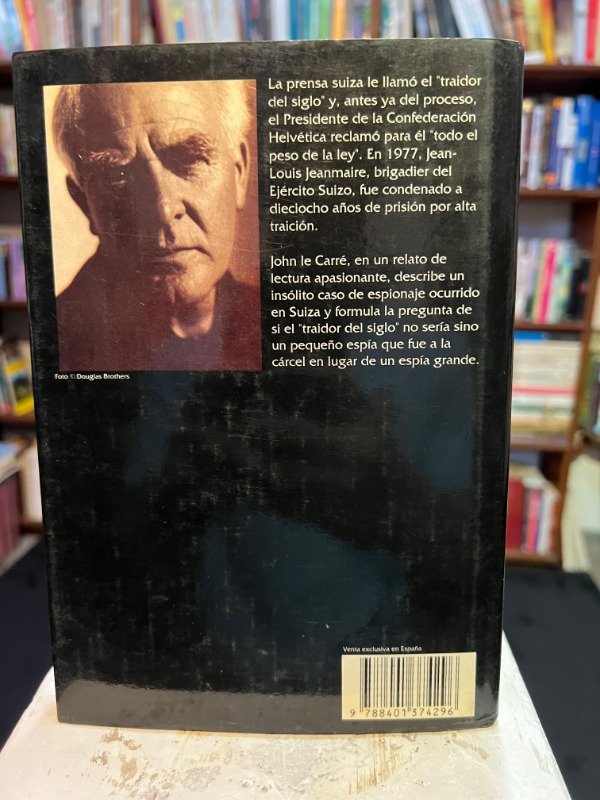 La prensa suiza le llamó el "traidor
del siglo" y, antes ya del proceso,
el Presidente de la Confederación
Helvética reclamó para él "todo el
peso de la ley". En 1977, Jean-
Louis Jeanmaire, brigadier del
Ejército Suizo, fue condenado a
dieciocho años de prisión por alta
traición.
John le Carré, en un relato de
lectura apasionante, describe un
insólito caso de espionaje ocurrido
en Suiza y formula la pregunta de
si el "traidor del siglo" no sería sino
un pequeño espía que fue a la
cárcel en lugar de un espía grande.
Foto © Douglas Brothers
Venta exclusiva en España
9 788401 374296